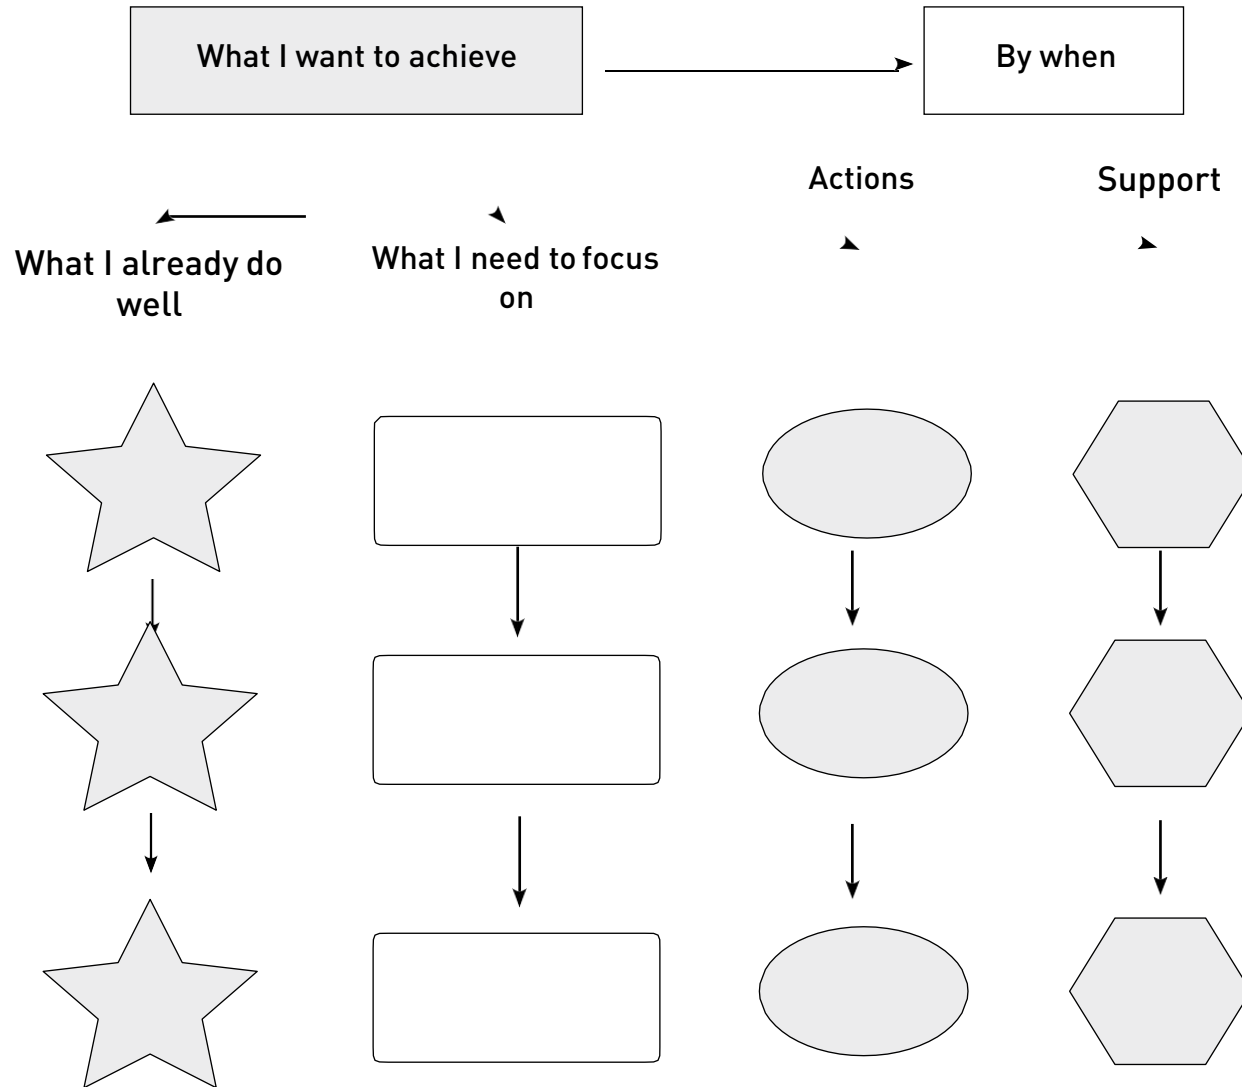 What I want to achieve
By when
Actions
Support
What I already do
well
What I need to focus
on